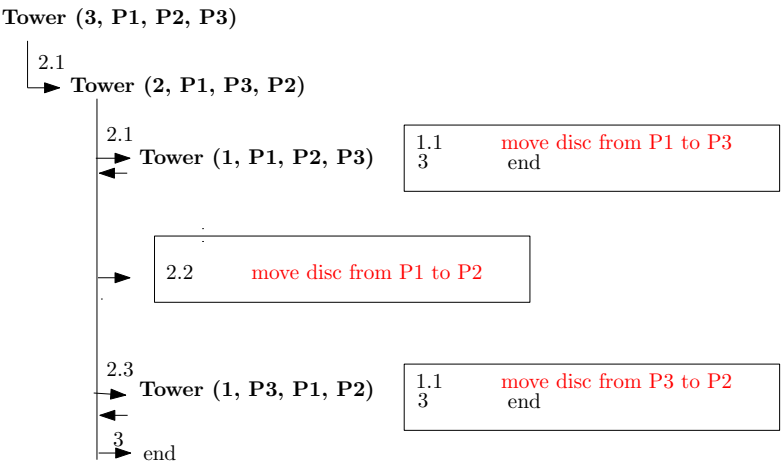 Tower (3, P1, P2, P3)
2.1
Tower (2, P1, P3, P2)
2.1
Tower (1, P1, P2, P3)
1.1 move disc from P1 to P3
3 end
2.2 move disc from P1 to P2
2.3
Tower (1, P3, P1, P2)
1.1 move disc from P3 to P2
3 end
3 end